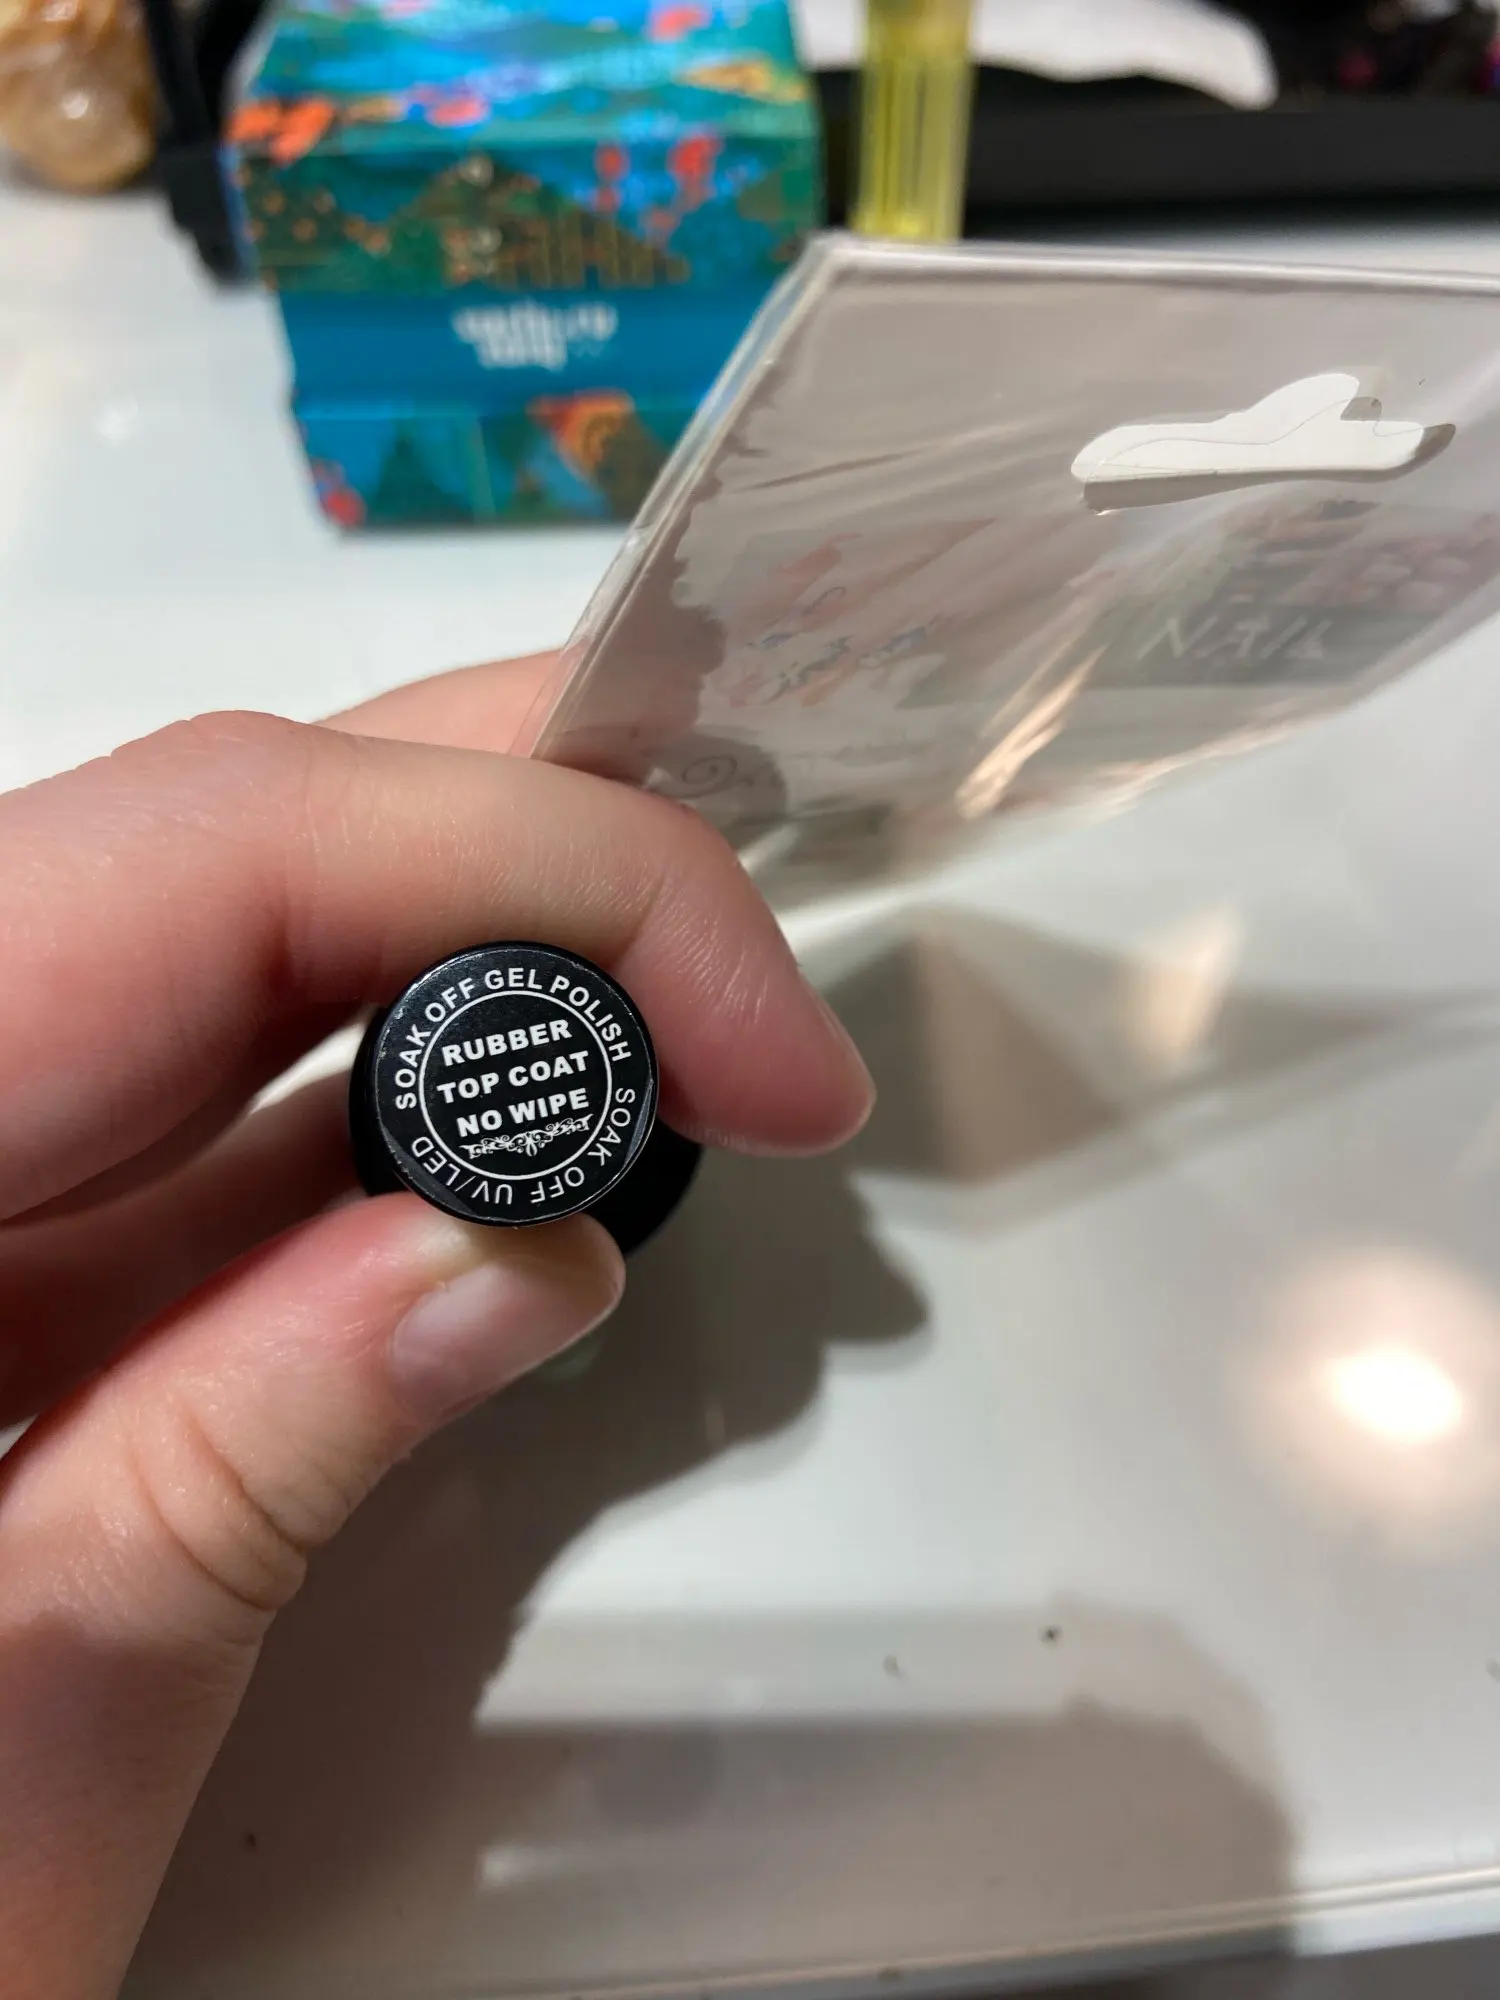 NAIL
SOAK OFF GEL POLISH
RUBBER
TOP COAT
NO WIPE
SOAK OFF UV/LED